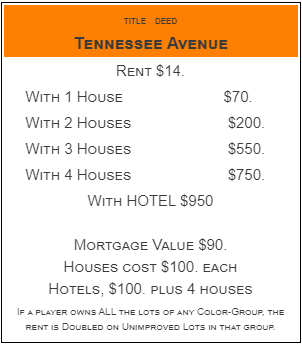 TITLE DEED
TENNESSEE AVENUE
RENT $14.
WITH 1 HOUSE $70.
WITH 2 HOUSES $200.
WITH 3 HOUSES $550.
WITH 4 HOUSES $750.
WITH HOTEL $950
MORTGAGE VALUE $90.
HOUSES COST $100. EACH
HOTELS, $100. PLUS 4 HOUSES
IF A PLAYER OWNS ALL THE LOTS OF ANY COLOR-GROUP, THE
RENT IS DOUBLED ON UNIMPROVED LOTS IN THAT GROUP.